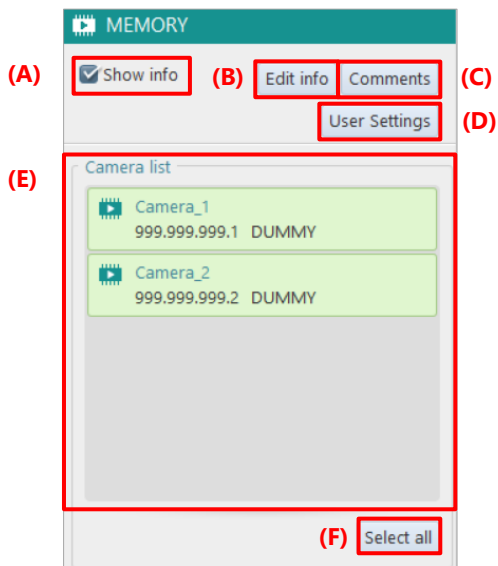 MEMORY
(A) Show info (B) Edit info Comments (C)
User Settings (D)
(E) Camera list
Camera_1
999.999.999.1 DUMMY
Camera_2
999.999.999.2 DUMMY
(F) Select all